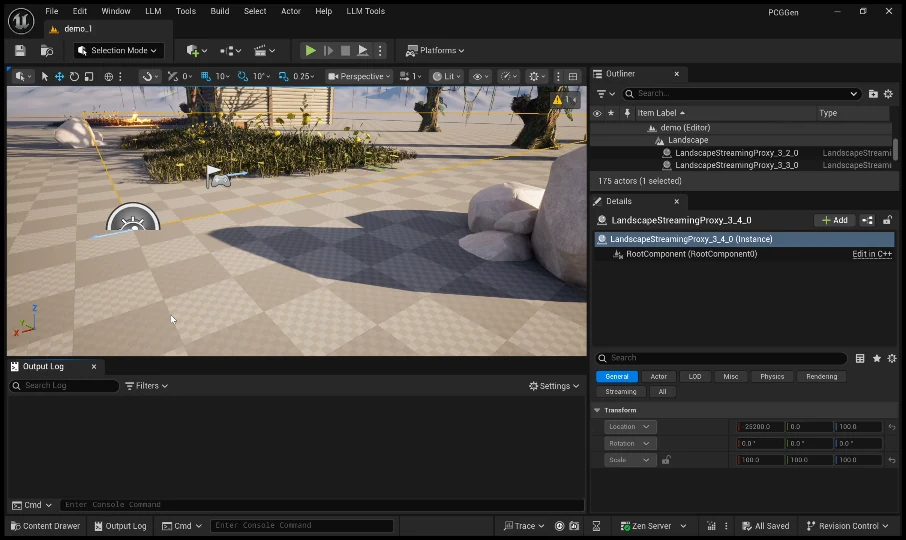 File Edit Window LLM Tools Build Select Actor Help LLM Tools PCGGen
demo_1
Selection Mode Platforms
0 10 10° 0.25 Perspective 1 Lit
1
Outliner
Search...
Item Label Type
demo (Editor)
Landscape
LandscapeStreamingProxy_3_2_0 LandscapeStreami
LandscapeStreamingProxy_3_3_0 LandscapeStreami
175 actors (1 selected)
Details
LandscapeStreamingProxy_3_4_0 Add
LandscapeStreamingProxy_3_4_0 (Instance)
RootComponent (RootComponent0) Edit in C++
Search
General Actor LOD Misc Physics Rendering
Streaming All
Transform
Location -25200.0 0.0 100.0
Rotation 0.0° 0.0° 0.0°
Scale 100.0 100.0 100.0
Z
Y
X
Output Log
Search Log Filters Settings
Cmd Enter Console Command
Content Drawer Output Log Cmd Enter Console Command Trace Zen Server All Saved Revision Control